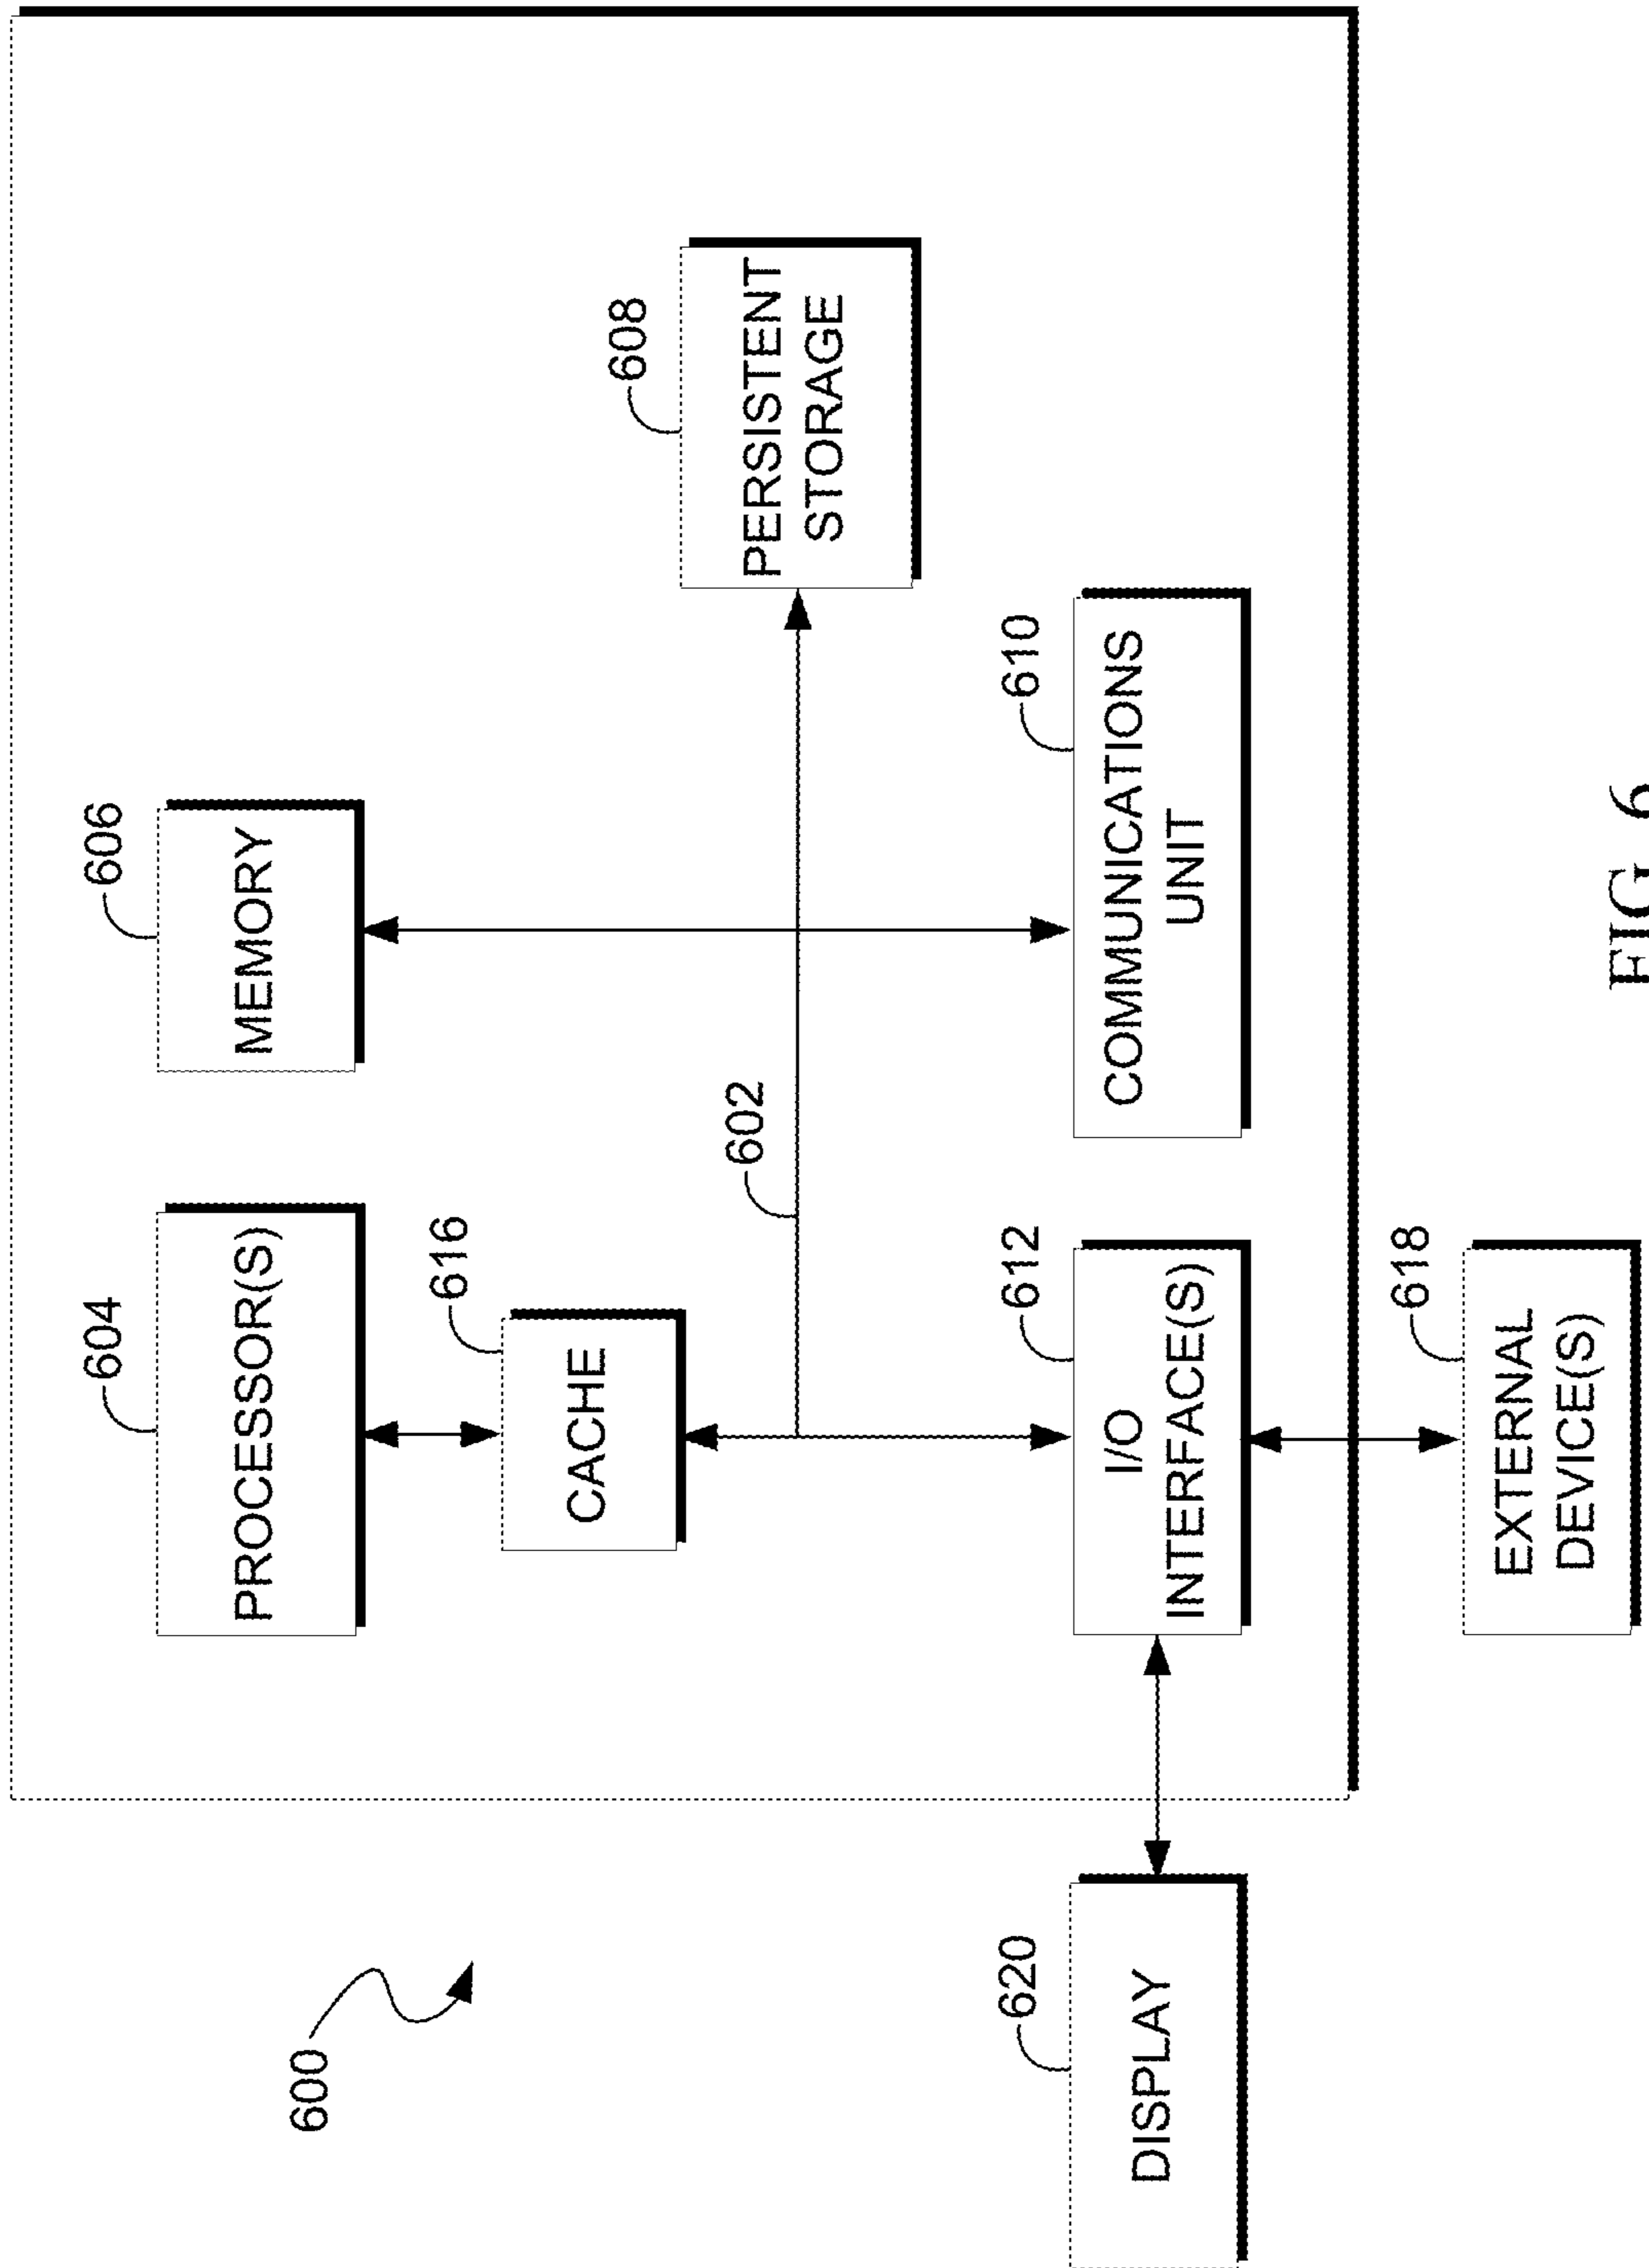 600
604
PROCESSOR(S)
606
MEMORY
616
CACHE
602
608
PERSISTENT
STORAGE
620
DISPLAY
612
I/O
INTERFACE(S)
610
COMMUNICATIONS
UNIT
618
EXTERNAL
DEVICE(S)
FIG. 6